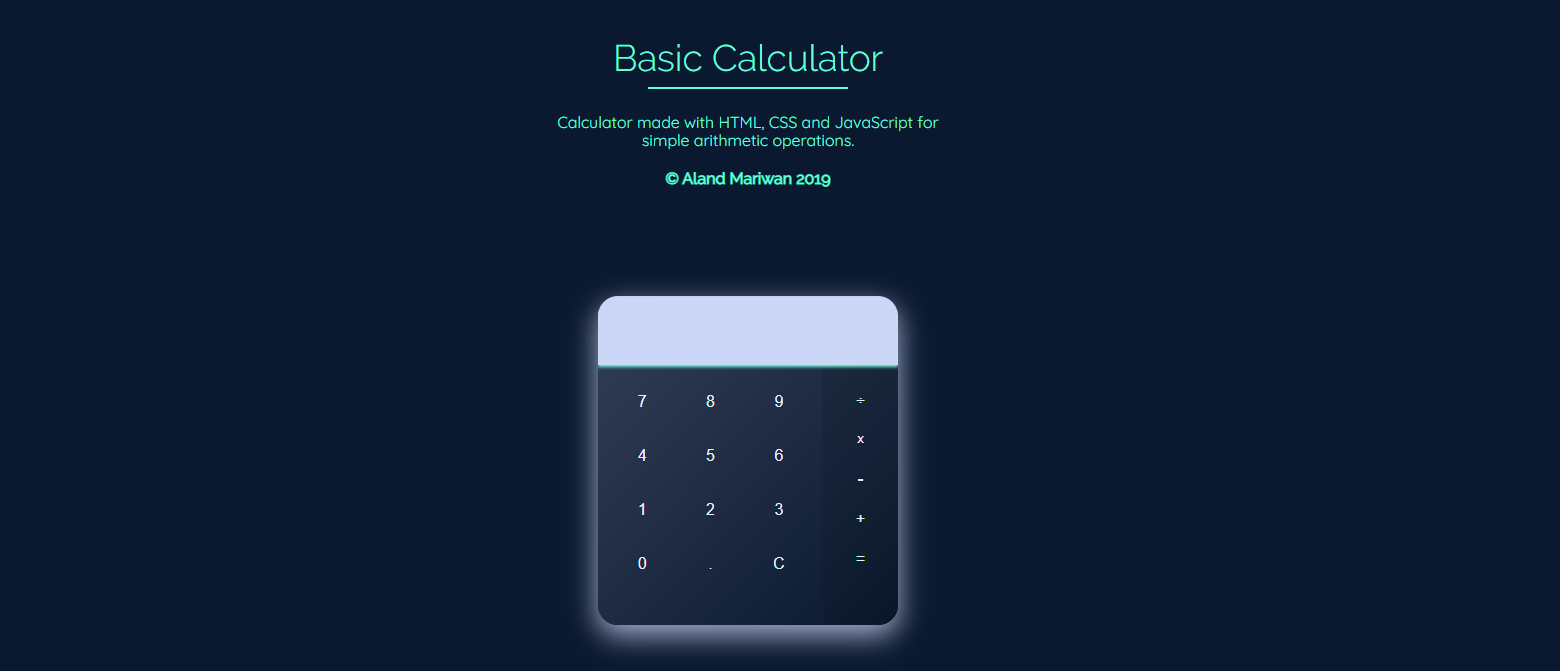 Basic Calculator
Calculator made with HTML, CSS and JavaScript for
simple arithmetic operations.
© Aland Mariwan 2019
7 8 9 ÷
x
4 5 6 -
1 2 3 +
0 . C =